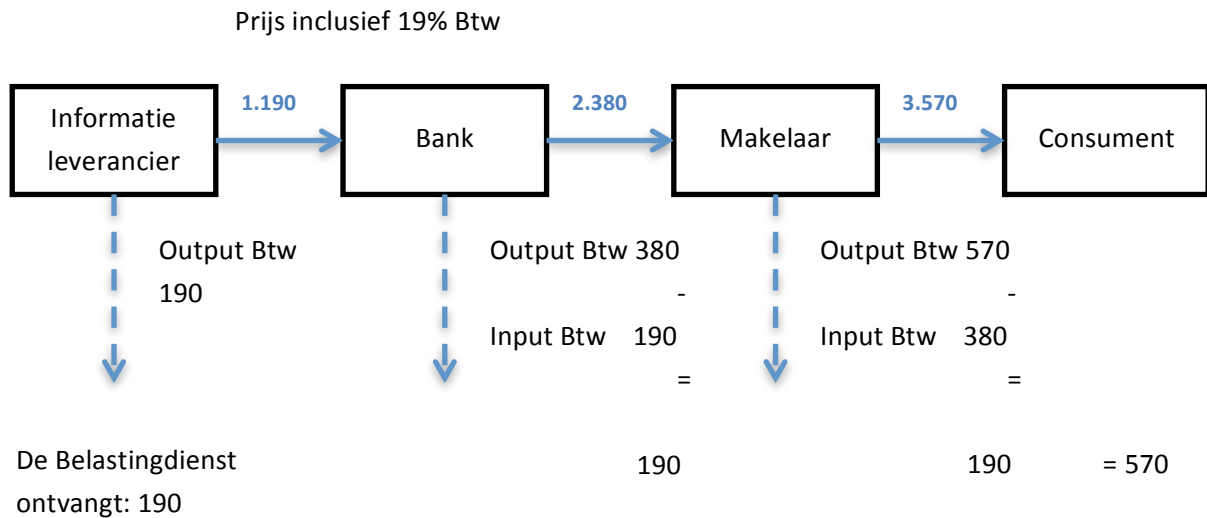 Prijs inclusief 19% Btw
1.190
2.380
3.570
Informatie
leverancier
Bank
Makelaar
Consument
Output Btw
190
Output Btw 380
-
Input Btw 190
=
Output Btw 570
-
Input Btw 380
=
De Belastingdienst
ontvangt: 190
190
190
= 570